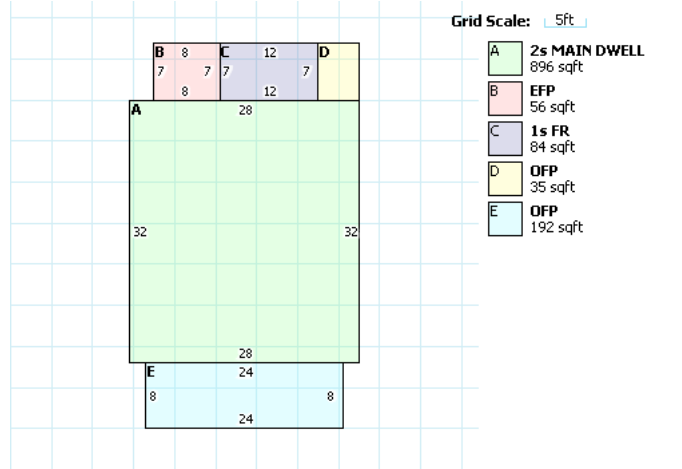 Grid Scale: 5ft
B 8 C 12 D
7 7 7 7
8 12
A 28
32 32
28
E 24
8 8
24
A 2s MAIN DWELL
896 sqft
B EFP
56 sqft
C 1s FR
84 sqft
D OFP
35 sqft
E OFP
192 sqft